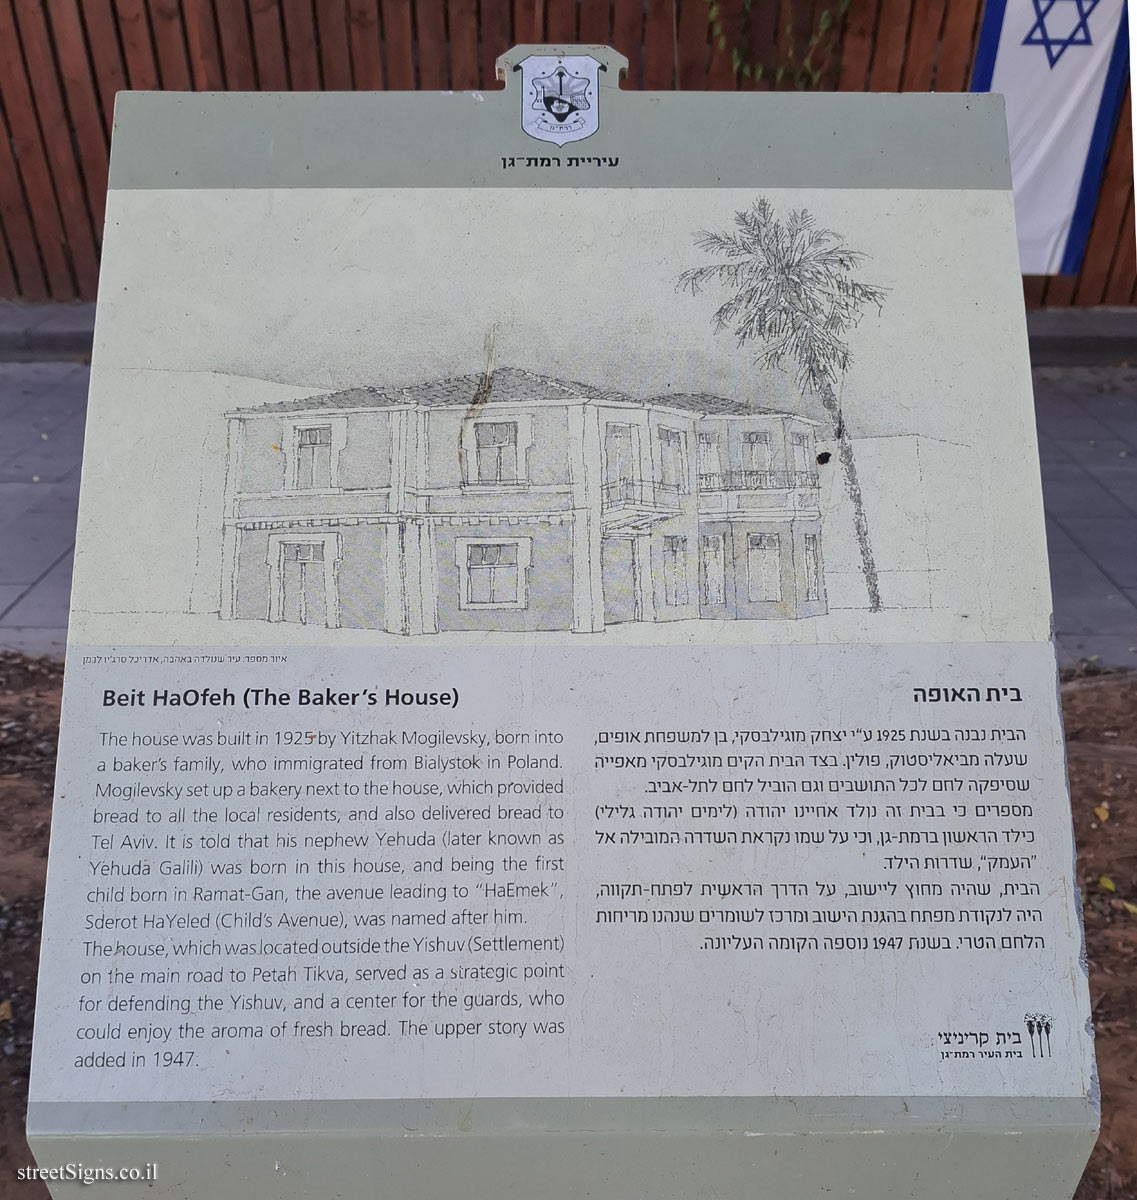 רמת-גן
עיריית רמת-גן
איור מספר: עיר שנולדה באהבה, אדריכל סרג'יו לכמן
Beit HaOfeh (The Baker's House)
The house was built in 1925 by Yitzhak Mogilevsky, born into
a baker's family, who immigrated from Bialystok in Poland.
Mogilevsky set up a bakery next to the house, which provided
bread to all the local residents, and also delivered bread to
Tel Aviv. It is told that his nephew Yehuda (later known as
Yehuda Galili) was born in this house, and being the first
child born in Ramat-Gan, the avenue leading to "HaEmek",
Sderot HaYeled (Child's Avenue), was named after him.
The house, which was located outside the Yishuv (Settlement)
on the main road to Petah Tikva, served as a strategic point
for defending the Yishuv, and a center for the guards, who
could enjoy the aroma of fresh bread. The upper story was
added in 1947.
בית האופה
הבית נבנה בשנת 1925 ע"י יצחק מוגילבסקי, בן למשפחת אופים,
שעלה מביאליסטוק, פולין. בצד הבית הקים מוגילבסקי מאפייה
שסיפקה לחם לכל התושבים וגם הוביל לחם לתל-אביב.
מספרים כי בבית זה נולד אחיינו יהודה (לימים יהודה גלילי)
כילד הראשון ברמת-גן, וכי על שמו נקראת השדרה המובילה אל
"העמק", שדרות הילד.
הבית, שהיה מחוץ ליישוב, על הדרך הראשית לפתח-תקווה,
היה לנקודת מפתח בהגנת הישוב ומרכז לשומרים שנהנו מריחות
הלחם הטרי. בשנת 1947 נוספה הקומה העליונה.
בית קריניצי
בית העיר רמת-גן
streetSigns.co.il